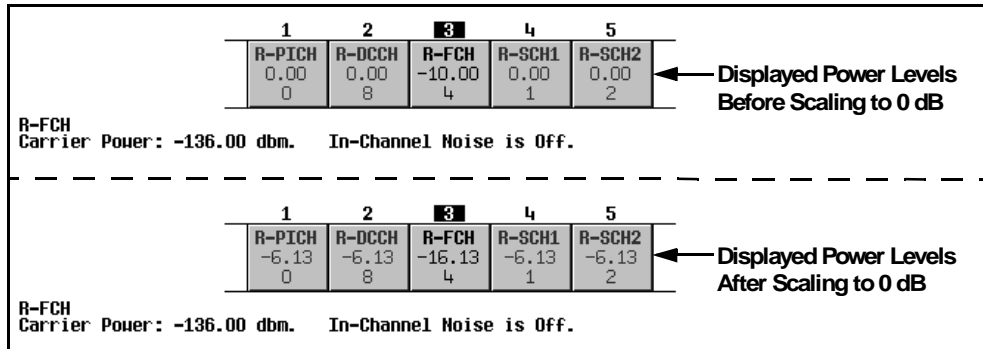 1 2 3 4 5
R-PICH R-DCCH R-FCH R-SCH1 R-SCH2
0.00 0.00 -10.00 0.00 0.00
0 8 4 1 2
Displayed Power Levels
Before Scaling to 0 dB
R-FCH
Carrier Power: -136.00 dbm. In-Channel Noise is Off.
1 2 3 4 5
R-PICH R-DCCH R-FCH R-SCH1 R-SCH2
-6.13 -6.13 -16.13 -6.13 -6.13
0 8 4 1 2
Displayed Power Levels
After Scaling to 0 dB
R-FCH
Carrier Power: -136.00 dbm. In-Channel Noise is Off.